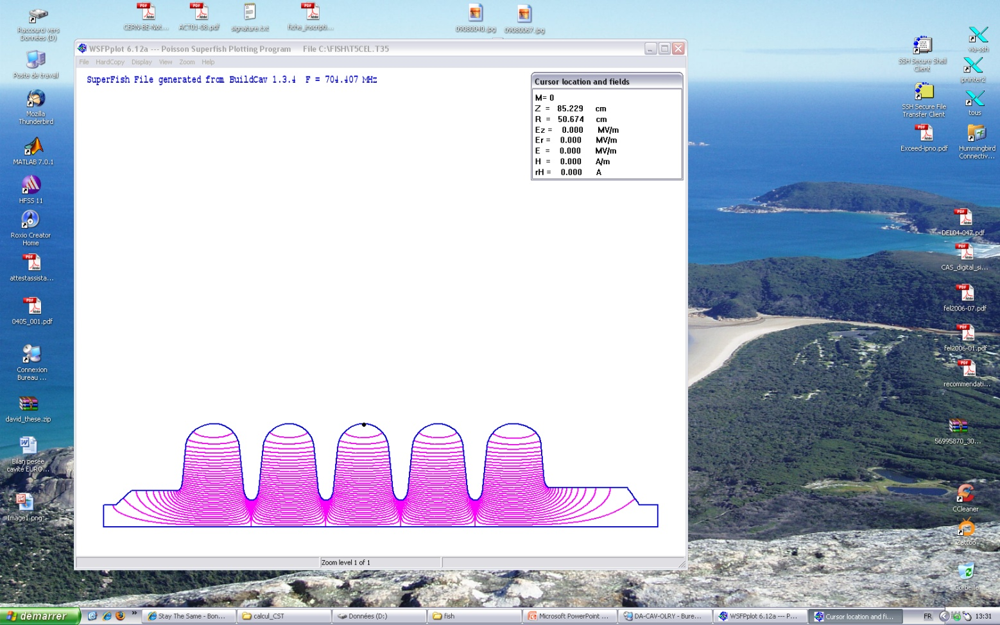 Raccourci vers
Données (D)
CERN-BE-Not...
ACT01-08.pdf
signature.txt
fiche_inscripti...
09080040.jpg
09080067.jpg
Poste de travail
Mozilla
Thunderbird
MATLAB 7.0.1
HFSS 11
Roxio Creator
Home
attestassista...
0405_001.pdf
Connexion
Bureau ...
david_these.zip
Bilan pesée
cavité EURO...
Image1.png
WSFPplot 6.12a --- Poisson Superfish Plotting Program File C:\FISH\T5CEL.T35
File HardCopy Display View Zoom Help
SuperFish File generated from BuildCav 1.3.4 F = 704.407 MHz
Cursor location and fields
M= 0
Z = 85.229 cm
R = 50.674 cm
Ez = 0.000 MV/m
Er = 0.000 MV/m
E = 0.000 MV/m
H = 0.000 A/m
rH = 0.000 A
Zoom level 1 of 1
SSH Secure Shell
Client
via-ssh
iprinter2
SSH Secure File
Transfer Client
tous
Exceed-ipno.pdf
Hummingbird
Connectiv...
DEL04-047.pdf
CAS_digital_si...
fel2006-07.pdf
fel2006-01.pdf
recommendati...
56995870_30...
CCleaner
Zattoo
Corbeille
démarrer
Stay The Same - Bon...
calcul_CST
Données (D:)
fish
Microsoft PowerPoint ...
DA-CAV-OLRY - Bure...
WSFPplot 6.12a --- P...
Cursor location and fi...
FR
13:31